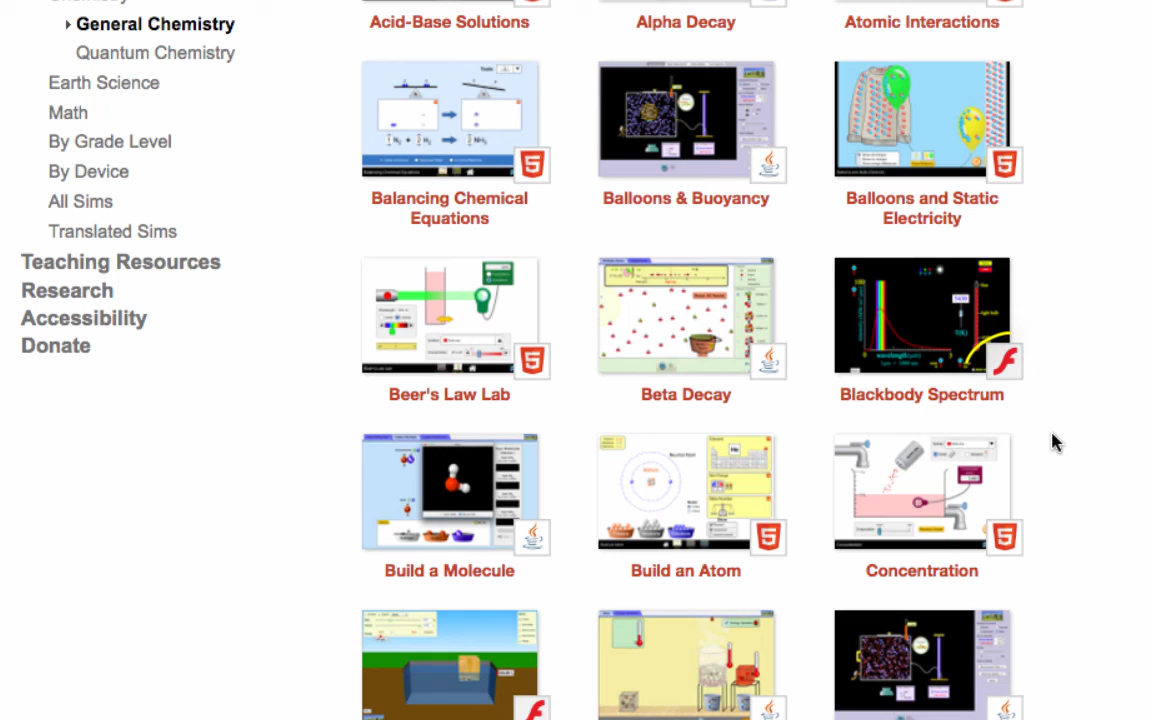 Chemistry
General Chemistry
Quantum Chemistry
Earth Science
Math
By Grade Level
By Device
All Sims
Translated Sims
Teaching Resources
Research
Accessibility
Donate
Acid-Base Solutions
Alpha Decay
Atomic Interactions
Balancing Chemical
Equations
Balloons & Buoyancy
Balloons and Static
Electricity
Beer's Law Lab
Beta Decay
Blackbody Spectrum
Build a Molecule
Build an Atom
Concentration